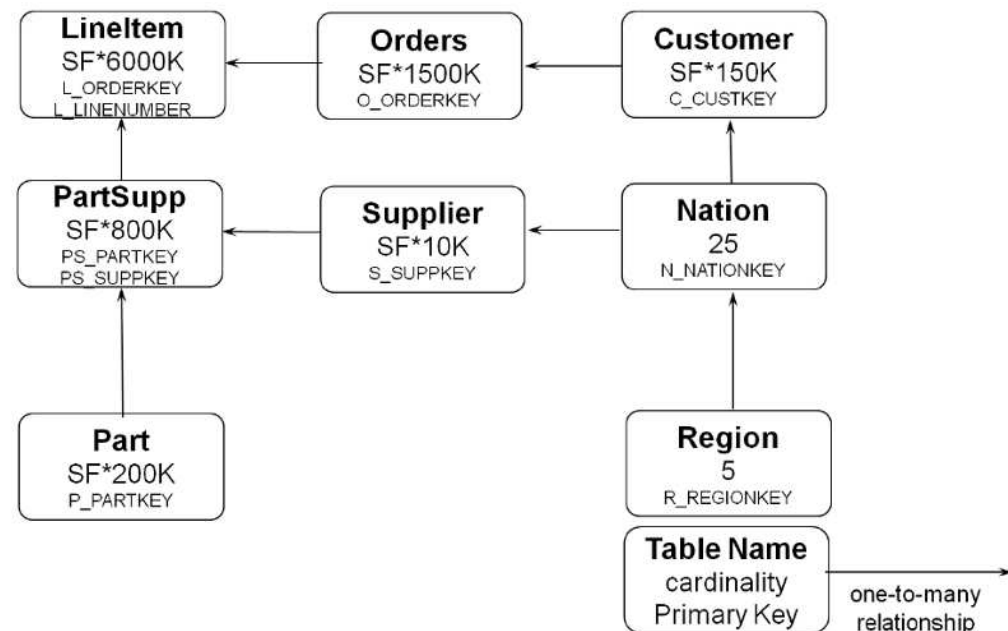 LineItem
SF*6000K
L_ORDERKEY
L_LINENUMBER
Orders
SF*1500K
O_ORDERKEY
Customer
SF*150K
C_CUSTKEY
PartSupp
SF*800K
PS_PARTKEY
PS_SUPPKEY
Supplier
SF*10K
S_SUPPKEY
Nation
25
N_NATIONKEY
Part
SF*200K
P_PARTKEY
Region
5
R_REGIONKEY
Table Name
cardinality
Primary Key
one-to-many
relationship